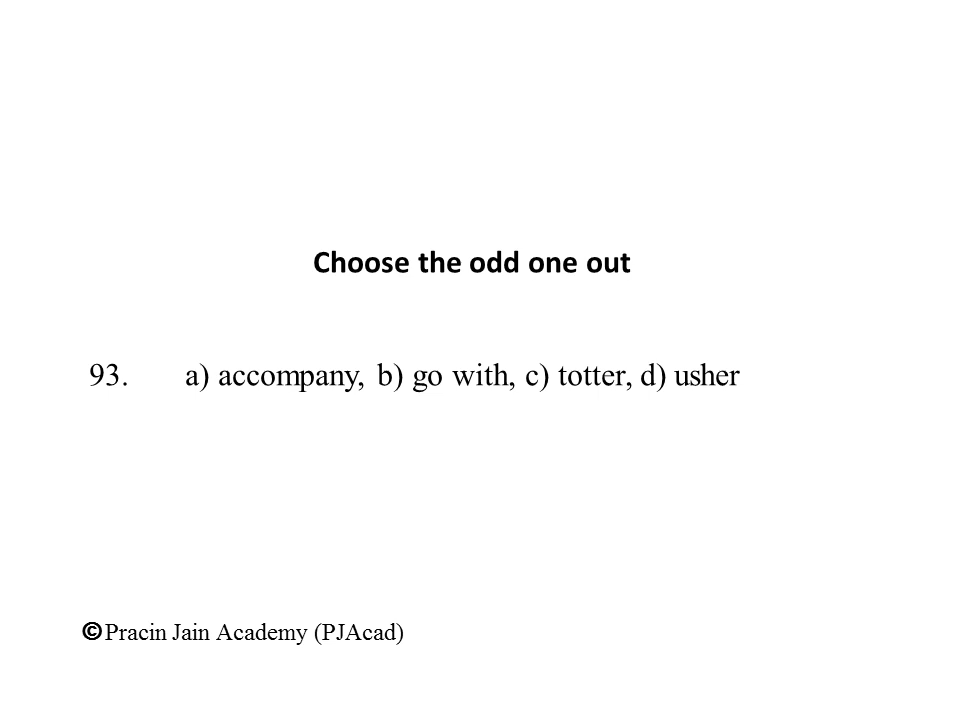 Choose the odd one out
93. a) accompany, b) go with, c) totter, d) usher
©Pracin Jain Academy (PJAcad)